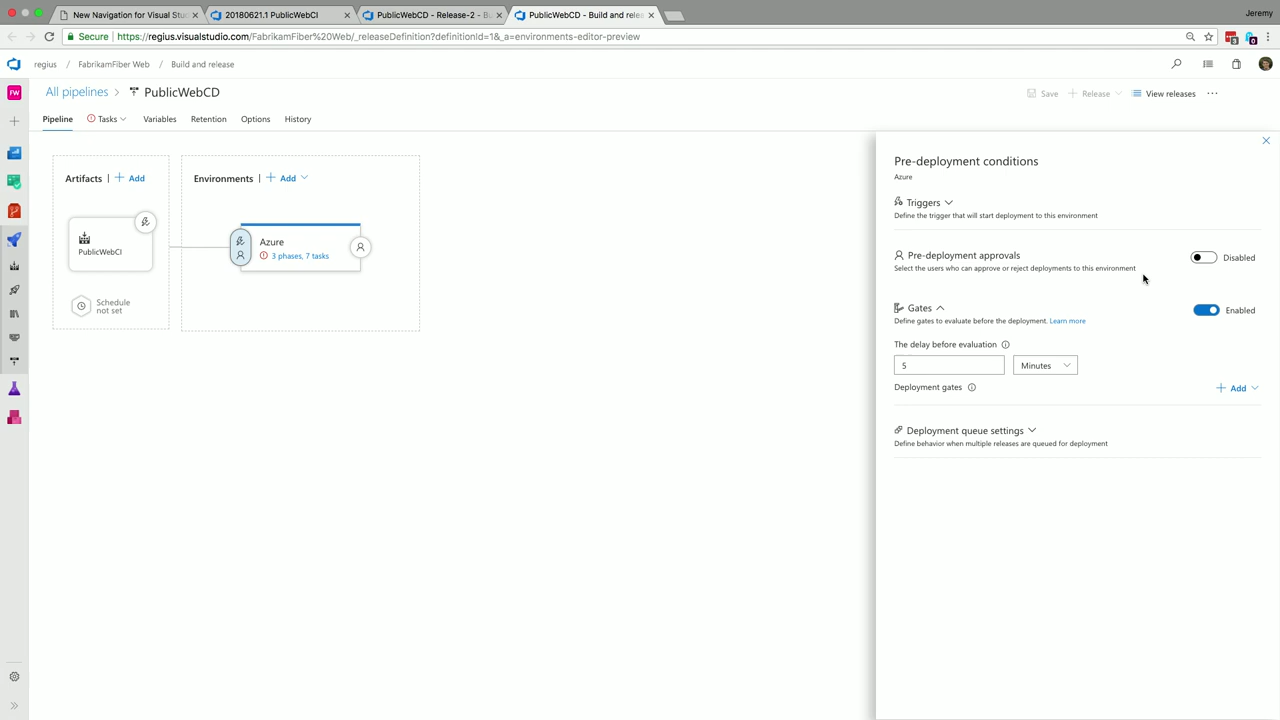 New Navigation for Visual Stu
20180621.1 PublicWebCI
PublicWebCD - Release-2 - B
PublicWebCD - Build and relea
Jeremy
Secure
https://regius.visualstudio.com/FabrikamFiber%20Web/_releaseDefinition?definitionId=1&_a=environments-editor-preview
3
0
regius / FabrikamFiber Web / Build and release
FW
All pipelines > PublicWebCD
Save
Release
View releases
Pipeline
Tasks
Variables
Retention
Options
History
Artifacts | + Add
Environments | + Add
PublicWebCI
Azure
3 phases, 7 tasks
Schedule
not set
Pre-deployment conditions
Azure
Triggers
Define the trigger that will start deployment to this environment
Pre-deployment approvals
Disabled
Select the users who can approve or reject deployments to this environment
Gates
Enabled
Define gates to evaluate before the deployment. Learn more
The delay before evaluation
5
Minutes
Deployment gates
+ Add
Deployment queue settings
Define behavior when multiple releases are queued for deployment